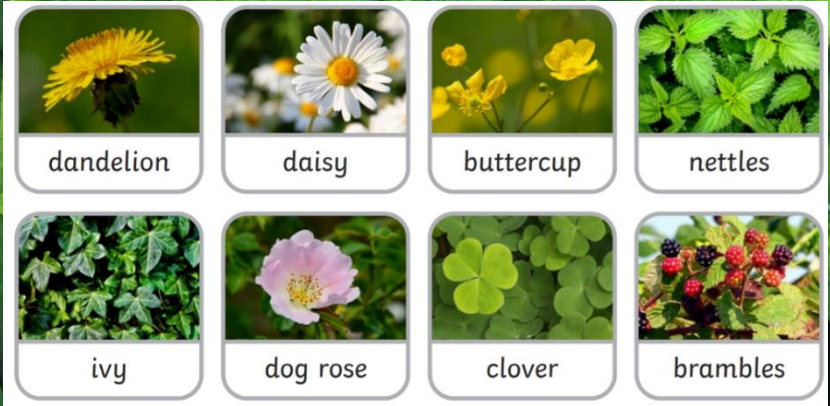 dandelion
daisy
buttercup
nettles
ivy
dog rose
clover
brambles